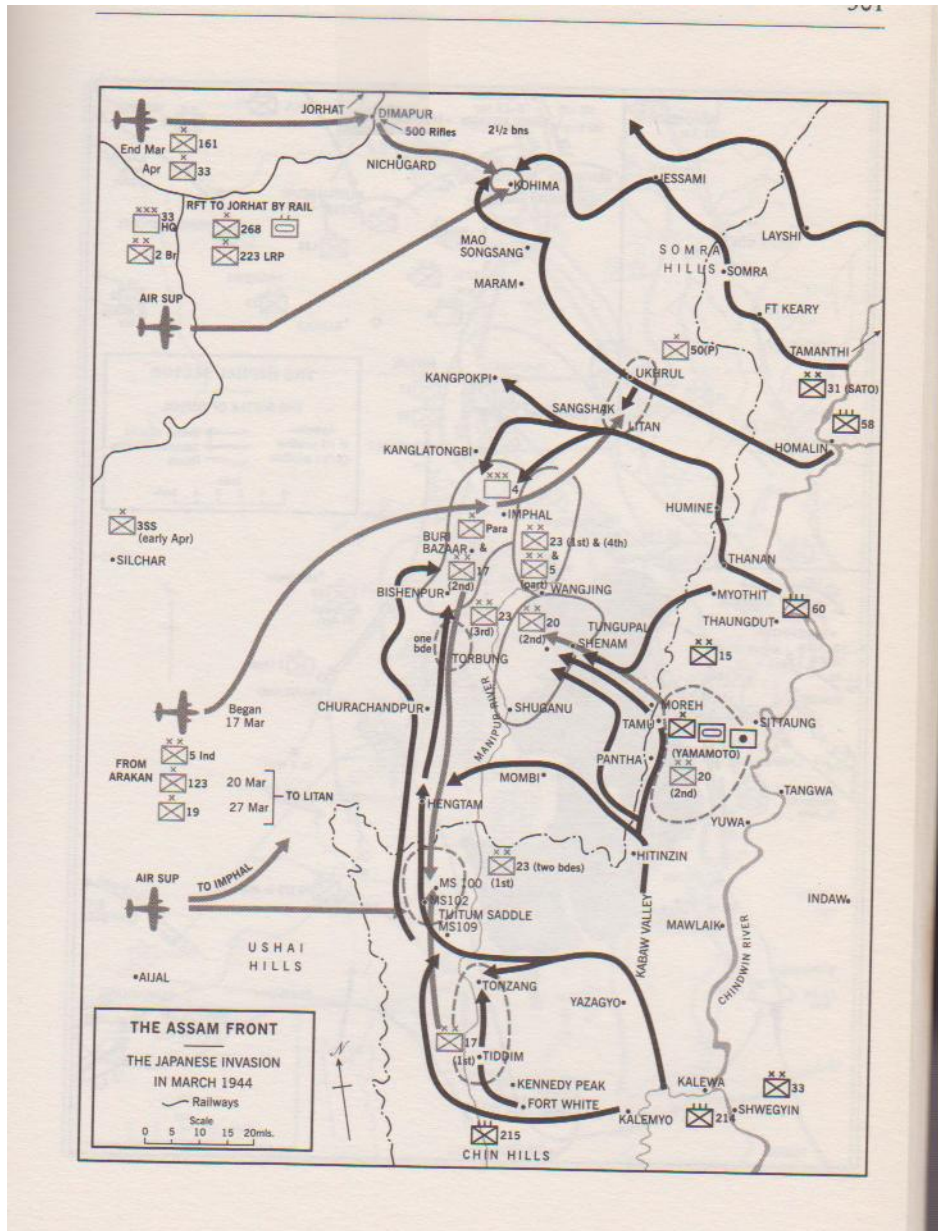 JORHAT
DIMAPUR
500 Rifles
2½ bns
End Mar
× 161
Apr
× 33
NICHUGARD
KOHIMA
JESSAMI
LAYSHI
RFT TO JORHAT BY RAIL
××× 33
HQ
× 268
×× 2 Br
× 223 LRP
MAO
SONGSANG
SOMRA
HILLS
SOMRA
MARAM
AIR SUP
FT KEARY
TAMANTHI
× 50(P)
KANGPOKPI
UKHRUL
×× 31 (SATO)
SANGSHAK
LITAN
58
HOMALIN
KANGLATONGBI
××× 4
IMPHAL
HUMINE
× 3SS
(early Apr)
× Para
BURI
BAZAAR
&
×× 23 (1st) & (4th)
&
×× 5
(part)
SILCHAR
×× 17
(2nd)
THANAN
BISHENPUR
WANGJING
MYOTHIT
60
×× 23
(3rd)
×× 20
(2nd)
THAUNGDUT
TUNGUPAL
SHENAM
one
bde
TORBUNG
×× 15
MANIPUR RIVER
Began
17 Mar
CHURACHANDPUR
SHUGANU
MOREH
TAMU
SITTAUNG
×× 5 Ind
(YAMAMOTO)
PANTHA
FROM
ARAKAN
× 123
20 Mar
TO LITAN
× 19
27 Mar
MOMBI
×× 20
(2nd)
TANGWA
HENGTAM
YUWA
HITINZIN
×× 23 (two bdes)
(1st)
AIR SUP
TO IMPHAL
MS 100
MS102
TUITUM SADDLE
MS109
INDAW
MAWLAIK
KABAW VALLEY
CHINDWIN RIVER
USHAI
HILLS
AIJAL
TONZANG
YAZAGYO
×× 17
(1st)
TIDDIM
KENNEDY PEAK
FORT WHITE
KALEWA
×× 33
KALEMYO
214
SHWEGYIN
215
CHIN HILLS
THE ASSAM FRONT
THE JAPANESE INVASION
IN MARCH 1944
Railways
Scale
0 5 10 15 20mls.
N